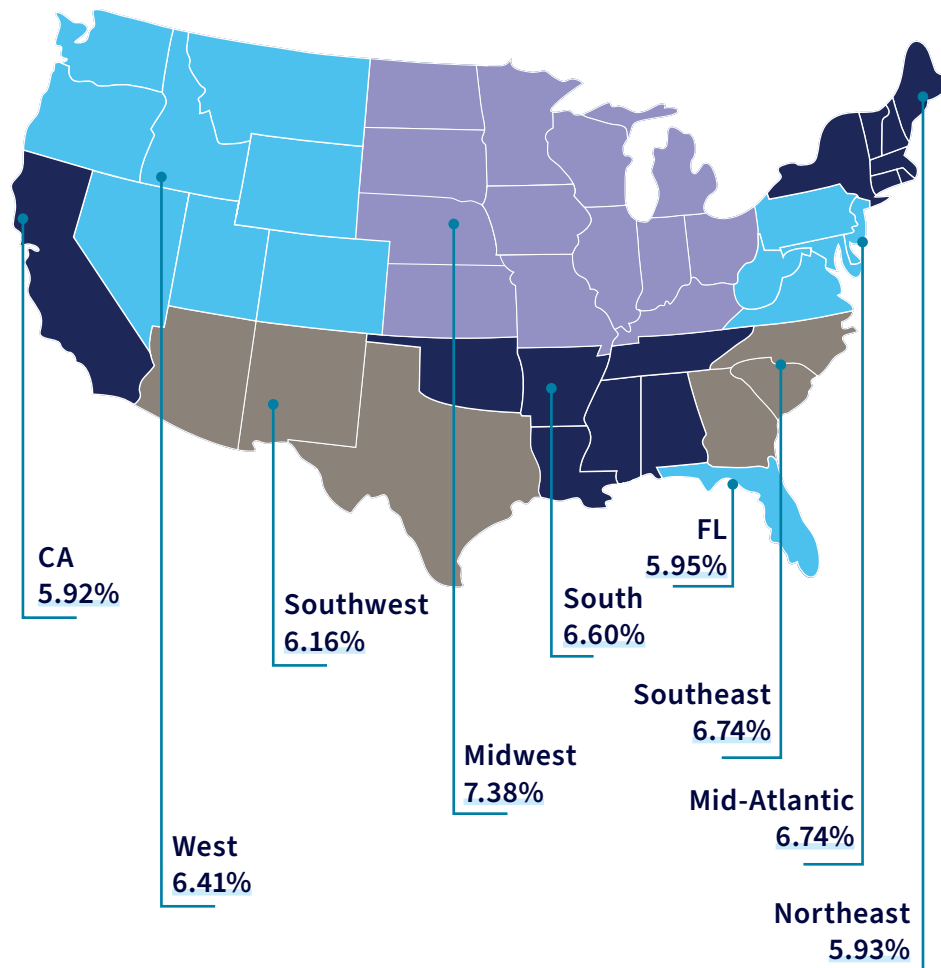 CA
5.92%
Southwest
6.16%
FL
5.95%
South
6.60%
Southeast
6.74%
Midwest
7.38%
Mid-Atlantic
6.74%
West
6.41%
Northeast
5.93%